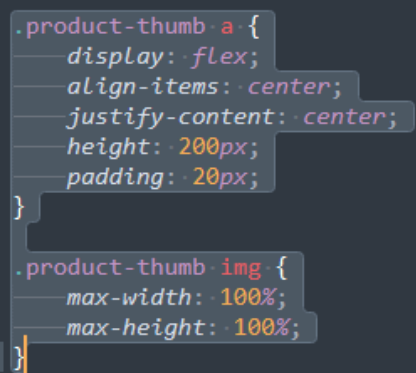 .product-thumb a {
    display: flex;
    align-items: center;
    justify-content: center;
    height: 200px;
    padding: 20px;
}

.product-thumb img {
    max-width: 100%;
    max-height: 100%;
}